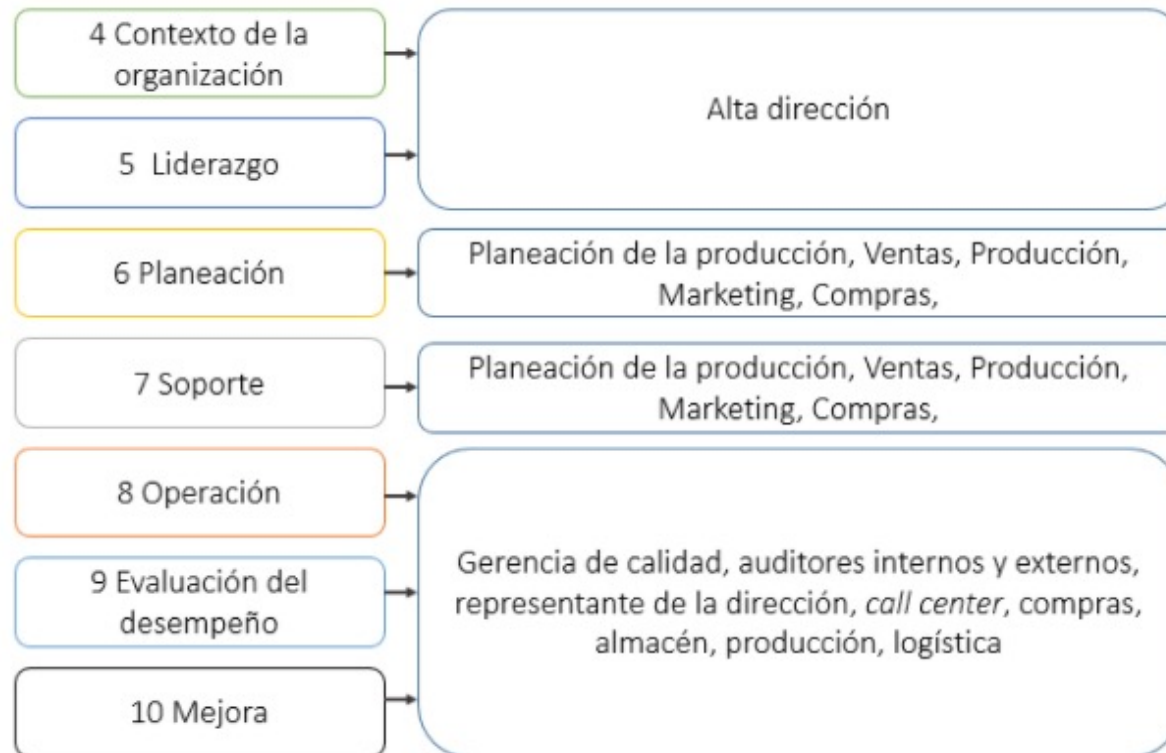 4 Contexto de la
organización
Alta dirección
5 Liderazgo
6 Planeación
Planeación de la producción, Ventas, Producción,
Marketing, Compras,
7 Soporte
Planeación de la producción, Ventas, Producción,
Marketing, Compras,
8 Operación
9 Evaluación del
desempeño
10 Mejora
Gerencia de calidad, auditores internos y externos,
representante de la dirección, call center, compras,
almacén, producción, logística